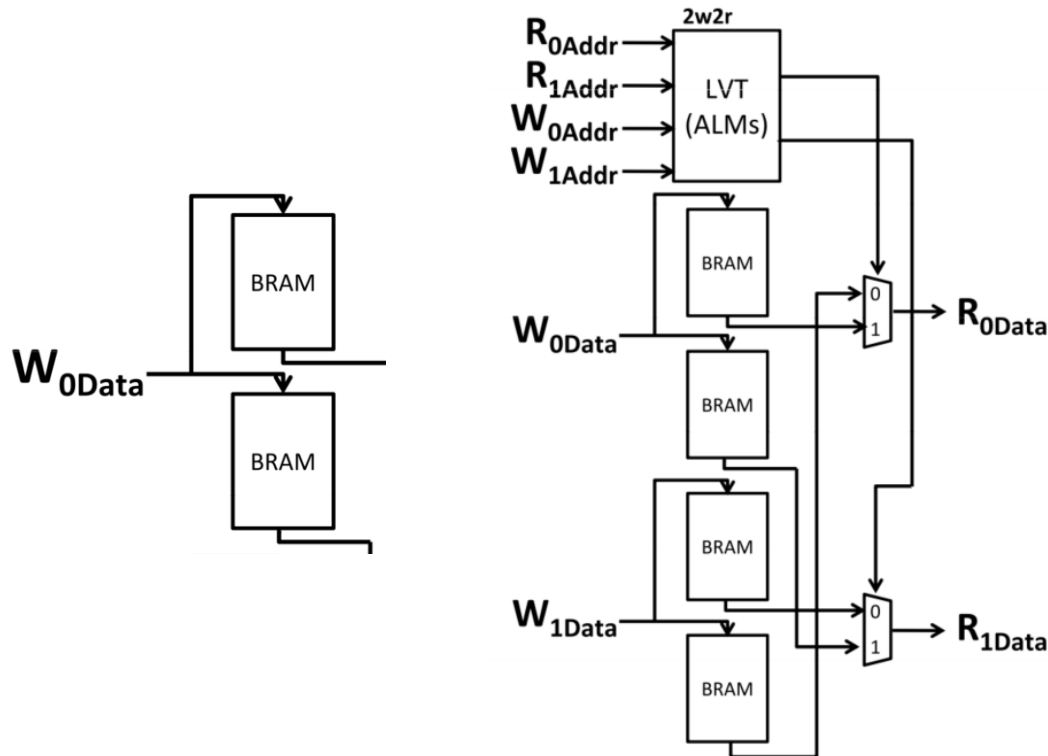 BRAM
W0Data
BRAM
2w2r
R0Addr
R1Addr
W0Addr
W1Addr
LVT
(ALMs)
BRAM
W0Data
BRAM
0
1
R0Data
BRAM
W1Data
BRAM
0
1
R1Data